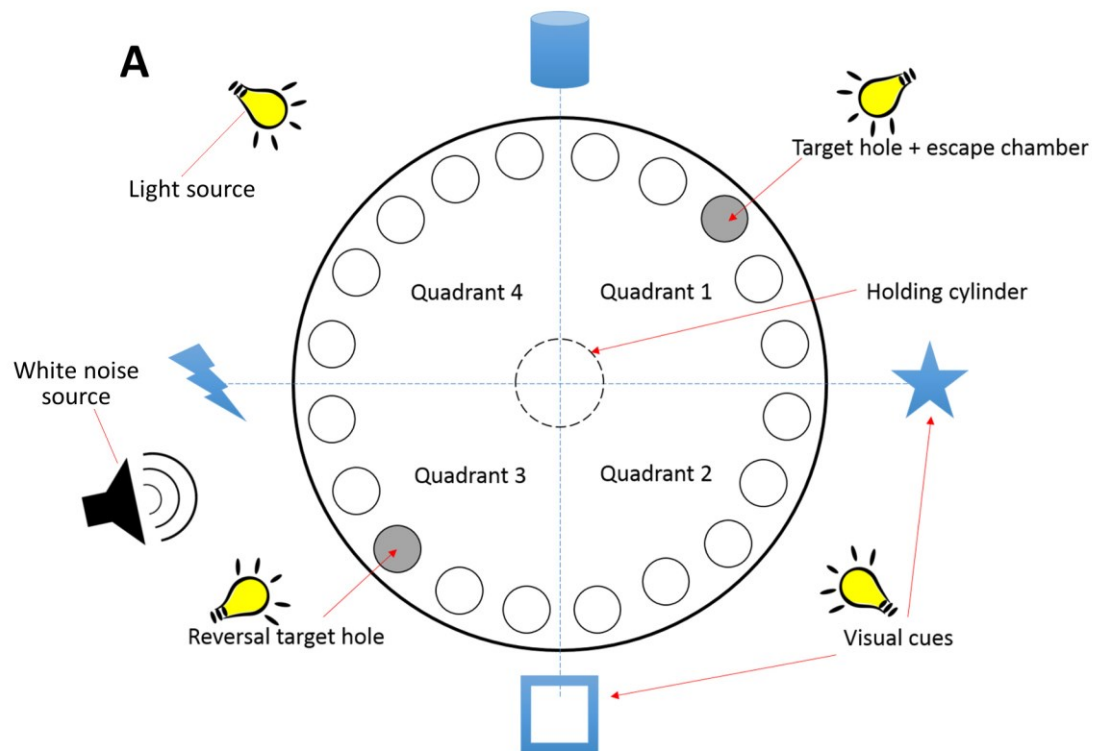 A
Target hole + escape chamber
Light source
Quadrant 4
Quadrant 1
Holding cylinder
White noise
source
Quadrant 3
Quadrant 2
Reversal target hole
Visual cues